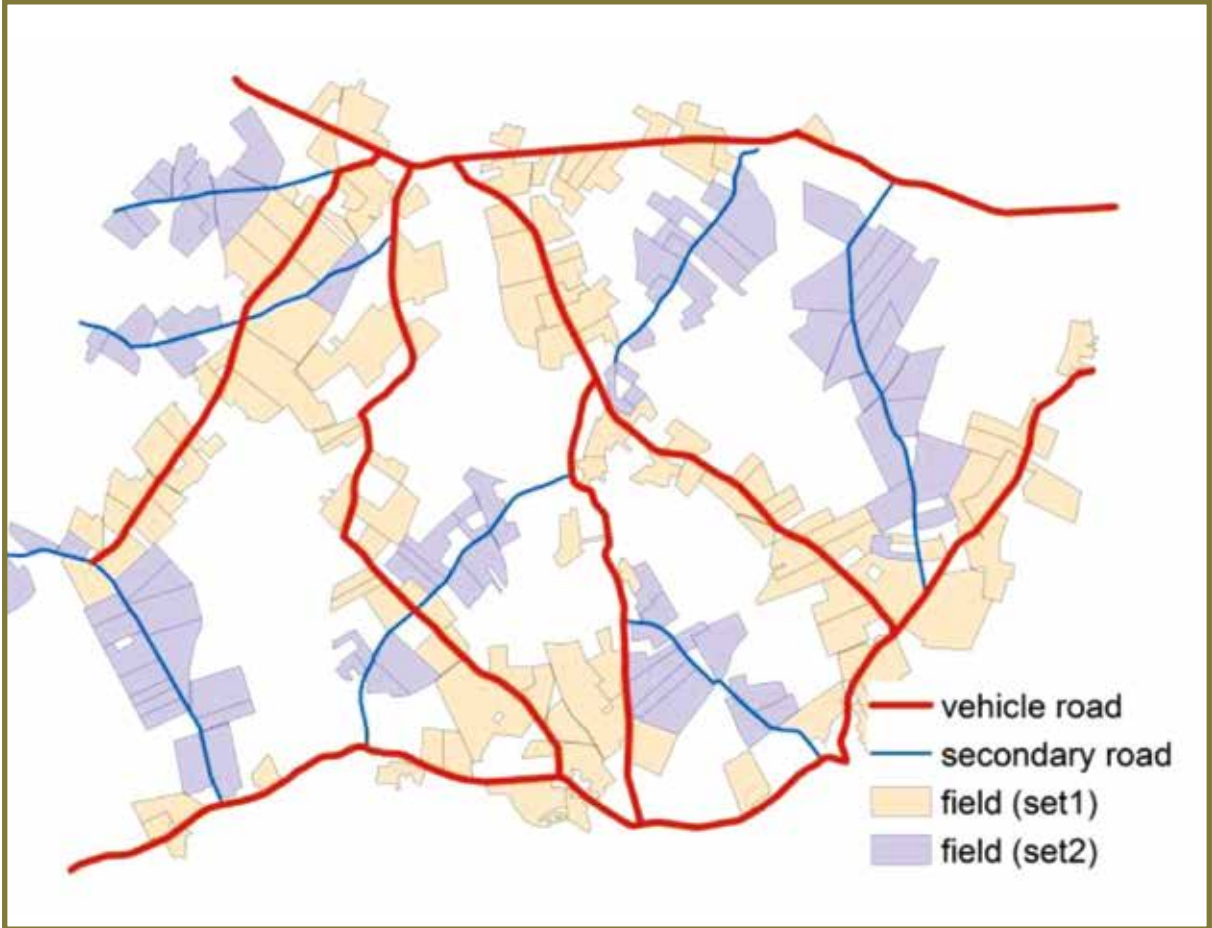 vehicle road
secondary road
field (set1)
field (set2)